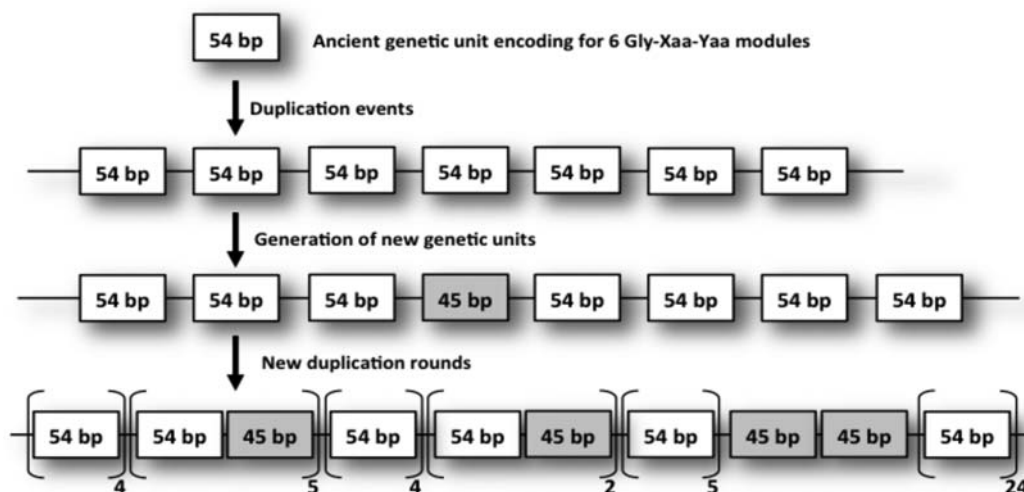 54 bp Ancient genetic unit encoding for 6 Gly-Xaa-Yaa modules
Duplication events
54 bp 54 bp 54 bp 54 bp 54 bp 54 bp 54 bp
Generation of new genetic units
54 bp 54 bp 54 bp 45 bp 54 bp 54 bp 54 bp 54 bp
New duplication rounds
54 bp 54 bp 45 bp 54 bp 54 bp 45 bp 54 bp 45 bp 45 bp 54 bp
4 5 4 2 5 24